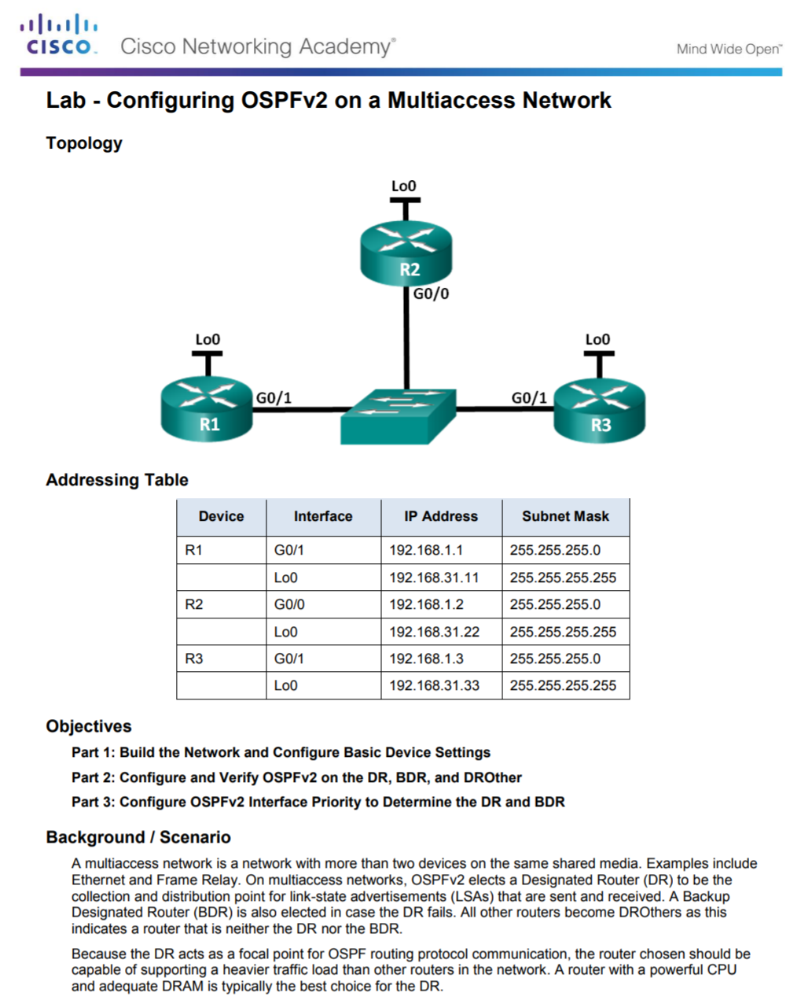 CISCO. Cisco Networking Academy® Mind Wide Open™
Lab - Configuring OSPFv2 on a Multiaccess Network
Topology
Lo0
R2
G0/0
Lo0
Lo0
G0/1
G0/1
R1
R3
Addressing Table
Device Interface IP Address Subnet Mask
R1 G0/1 192.168.1.1 255.255.255.0
Lo0 192.168.31.11 255.255.255.255
R2 G0/0 192.168.1.2 255.255.255.0
Lo0 192.168.31.22 255.255.255.255
R3 G0/1 192.168.1.3 255.255.255.0
Lo0 192.168.31.33 255.255.255.255
Objectives
Part 1: Build the Network and Configure Basic Device Settings
Part 2: Configure and Verify OSPFv2 on the DR, BDR, and DROther
Part 3: Configure OSPFv2 Interface Priority to Determine the DR and BDR
Background / Scenario
A multiaccess network is a network with more than two devices on the same shared media. Examples include
Ethernet and Frame Relay. On multiaccess networks, OSPFv2 elects a Designated Router (DR) to be the
collection and distribution point for link-state advertisements (LSAs) that are sent and received. A Backup
Designated Router (BDR) is also elected in case the DR fails. All other routers become DROthers as this
indicates a router that is neither the DR nor the BDR.
Because the DR acts as a focal point for OSPF routing protocol communication, the router chosen should be
capable of supporting a heavier traffic load than other routers in the network. A router with a powerful CPU
and adequate DRAM is typically the best choice for the DR.